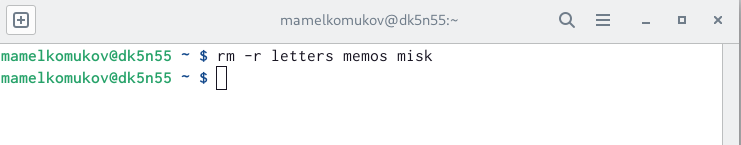 mamelkomukov@dk5n55:~
mamelkomukov@dk5n55 ~ $ rm -r letters memos misk
mamelkomukov@dk5n55 ~ $